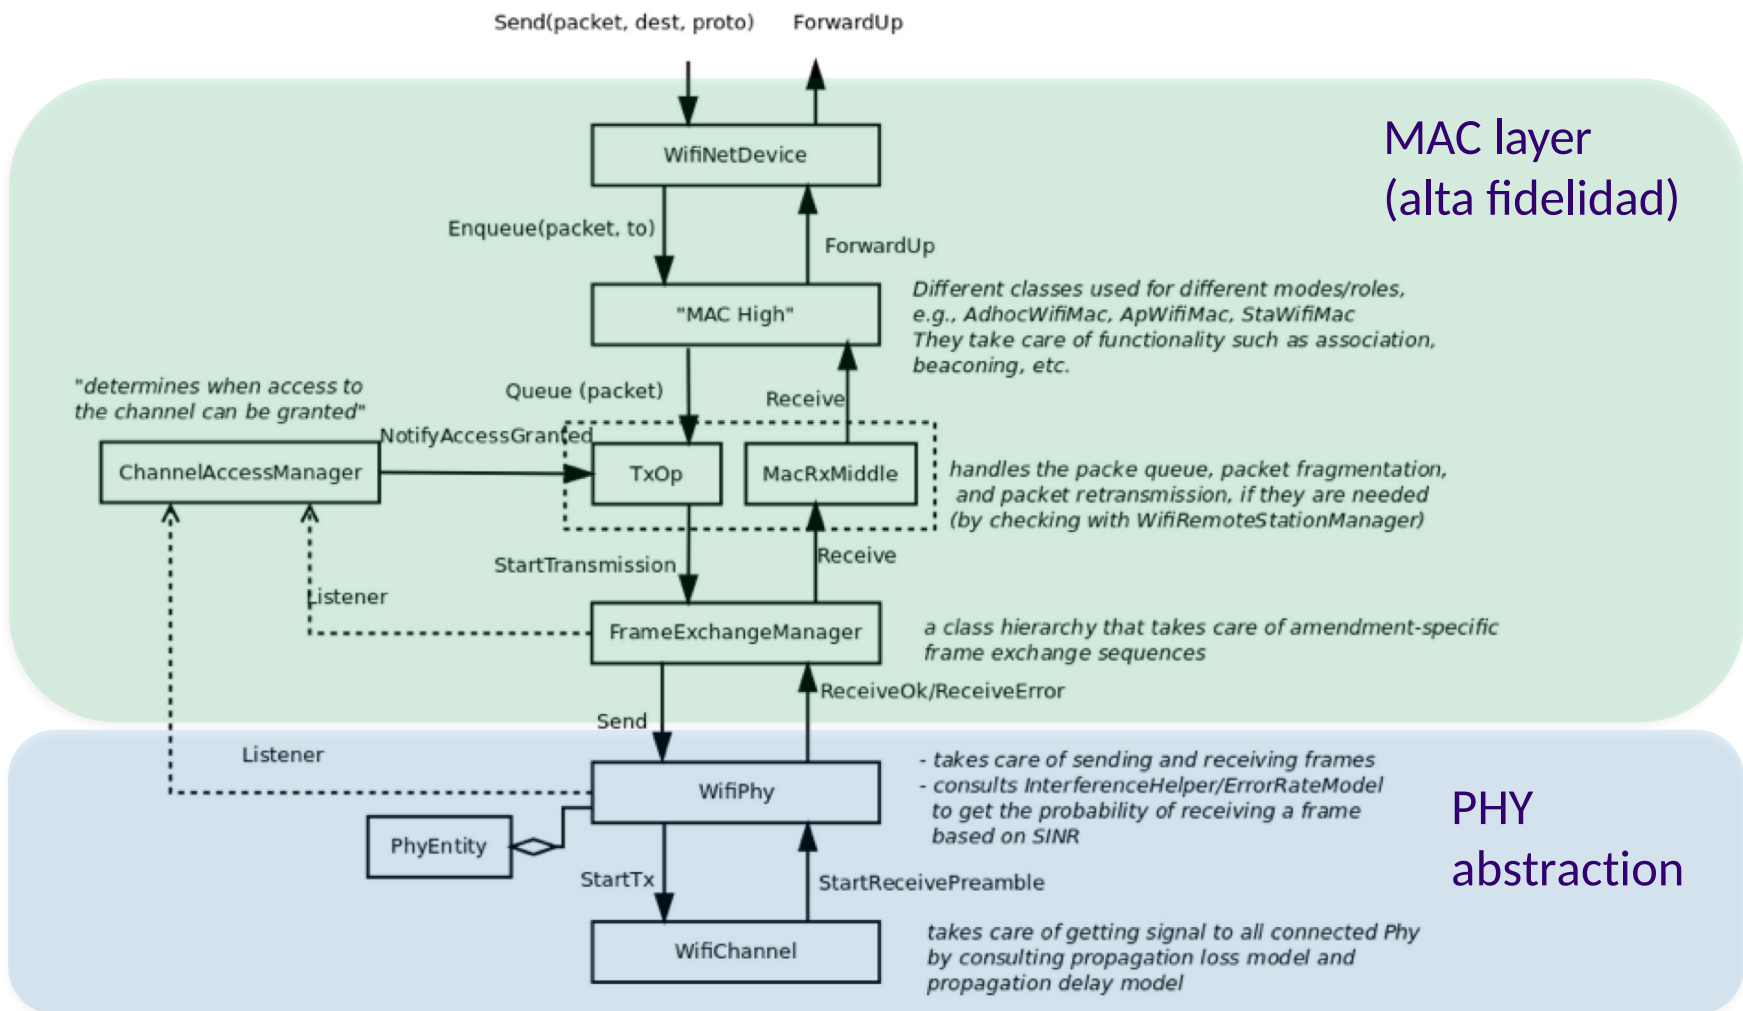 Send(packet, dest, proto)
ForwardUp
MAC layer
(alta fidelidad)
WifiNetDevice
Enqueue(packet, to)
ForwardUp
"MAC High"
Different classes used for different modes/roles,
e.g., AdhocWifiMac, ApWifiMac, StaWifiMac
They take care of functionality such as association,
beaconing, etc.
"determines when access to
the channel can be granted"
Queue (packet)
Receive
NotifyAccessGranted
ChannelAccessManager
TxOp
MacRxMiddle
handles the packe queue, packet fragmentation,
and packet retransmission, if they are needed
(by checking with WifiRemoteStationManager)
StartTransmission
Receive
Listener
FrameExchangeManager
a class hierarchy that takes care of amendment-specific
frame exchange sequences
ReceiveOk/ReceiveError
Send
Listener
WifiPhy
- takes care of sending and receiving frames
- consults InterferenceHelper/ErrorRateModel
to get the probability of receiving a frame
based on SINR
PHY
abstraction
PhyEntity
StartTx
StartReceivePreamble
WifiChannel
takes care of getting signal to all connected Phy
by consulting propagation loss model and
propagation delay model